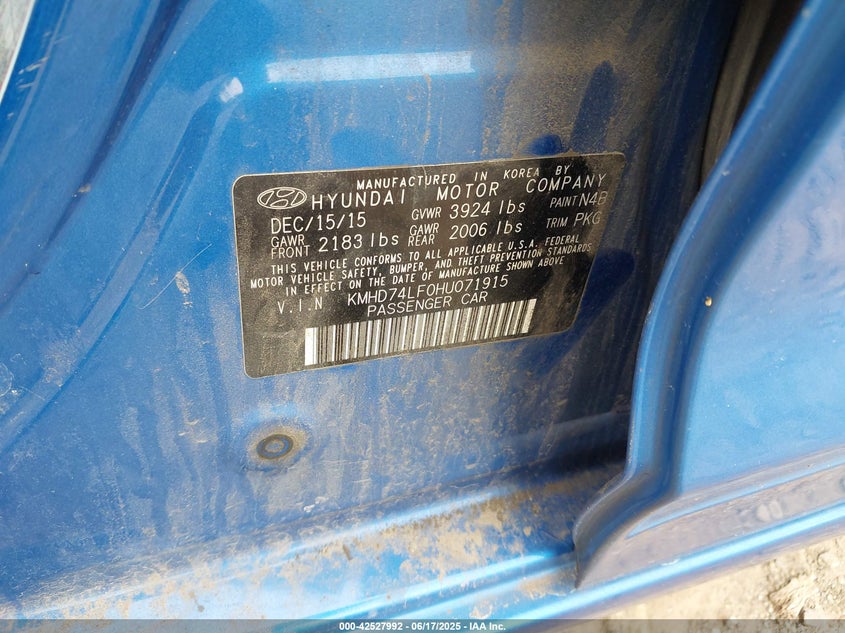 MANUFACTURED IN KOREA BY
HYUNDAI MOTOR COMPANY
DEC/15/15 GVWR 3924 lbs PAINT N4B
GAWR FRONT 2183 lbs GAWR REAR 2006 lbs TRIM PKG
THIS VEHICLE CONFORMS TO ALL APPLICABLE U.S.A. FEDERAL
MOTOR VEHICLE SAFETY, BUMPER, AND THEFT PREVENTION STANDARDS
IN EFFECT ON THE DATE OF MANUFACTURE SHOWN ABOVE.
V.I.N KMHD74LF0HU071915
PASSENGER CAR
000-42527992 - 06/17/2025 - IAA Inc.